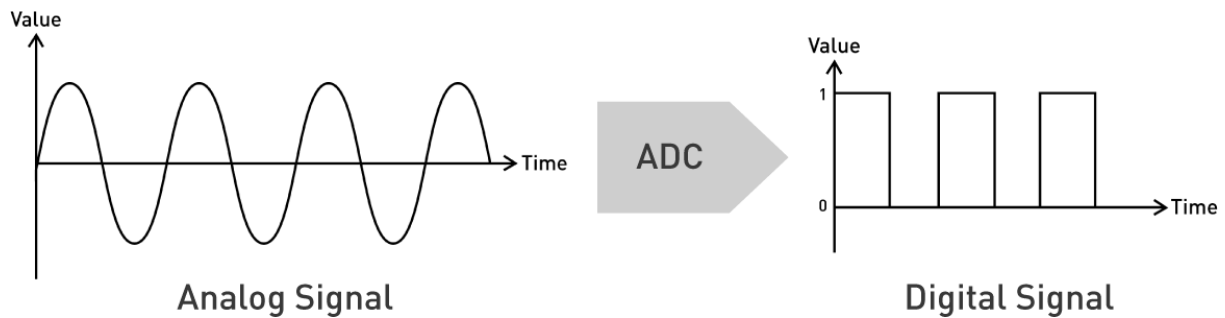 Value
Time
Analog Signal
ADC
Value
1
0
Time
Digital Signal